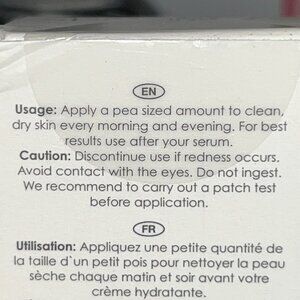 EN
Usage: Apply a pea sized amount to clean,
dry skin every morning and evening. For best
results use after your serum.
Caution: Discontinue use if redness occurs.
Avoid contact with the eyes. Do not ingest.
We recommend to carry out a patch test
before application.
FR
Utilisation: Appliquez une petite quantité de
la taille d`un petit pois pour nettoyer la peau
sèche chaque matin et soir avant votre
crème hydratante.